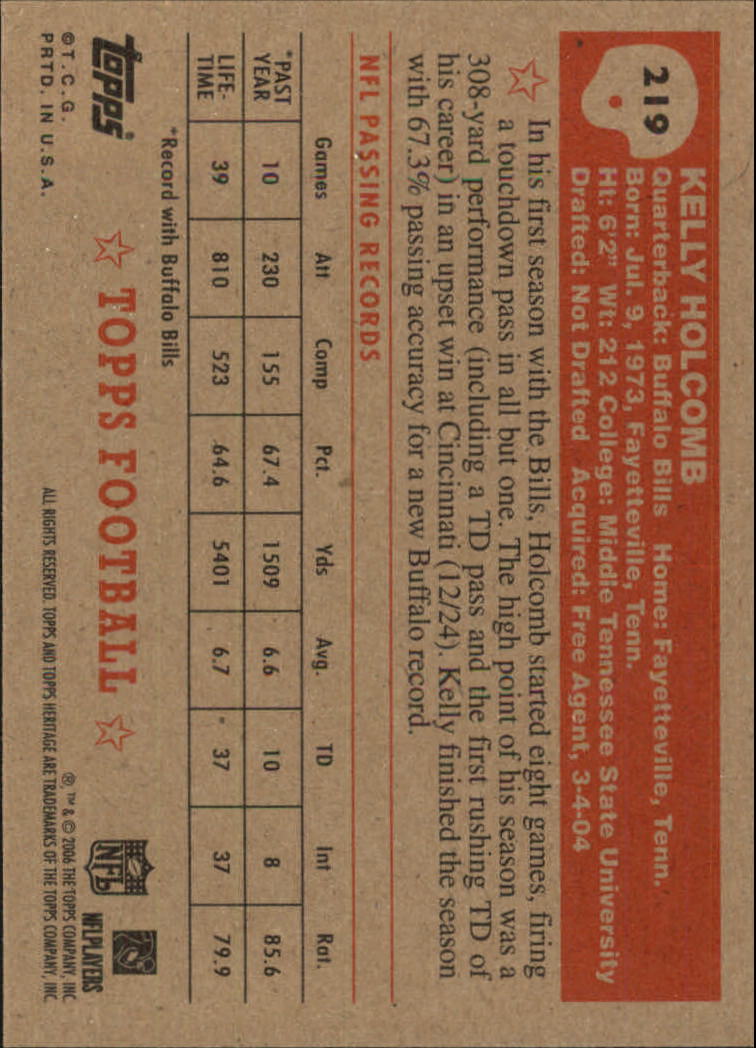 219
KELLY HOLCOMB
Quarterback: Buffalo Bills Home: Fayetteville, Tenn.
Born: Jul. 9, 1973, Fayetteville, Tenn.
Ht: 6'2" Wt: 212 College: Middle Tennessee State University
Drafted: Not Drafted Acquired: Free Agent, 3-4-04
In his first season with the Bills, Holcomb started eight games, firing
a touchdown pass in all but one. The high point of his season was a
308-yard performance (including a TD pass and the first rushing TD of
his career) in an upset win at Cincinnati (12/24). Kelly finished the season
with 67.3% passing accuracy for a new Buffalo record.
NFL PASSING RECORDS
Games Att Comp Pct. Yds Avg. TD Int Rat.
*PAST YEAR 10 230 155 67.4 1509 6.6 10 8 85.6
LIFE-TIME 39 810 523 64.6 5401 6.7 37 37 79.9
*Record with Buffalo Bills
topps
TOPPS FOOTBALL
NFL
NFLPLAYERS
©T.C.G.
PRTD. IN U.S.A.
®, ™ & © 2006 THE TOPPS COMPANY, INC
ALL RIGHTS RESERVED. TOPPS AND TOPPS HERITAGE ARE TRADEMARKS OF THE TOPPS COMPANY, INC.